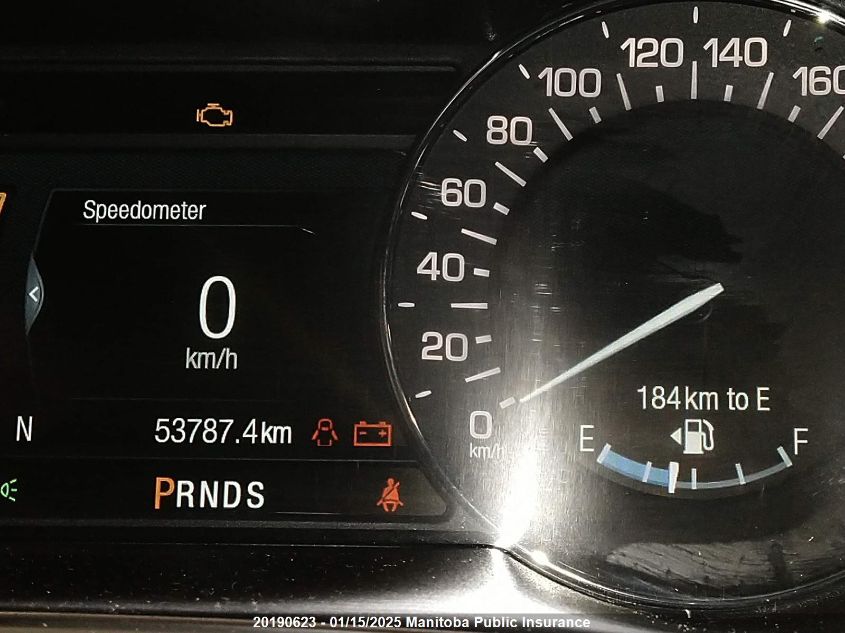 Speedometer
0
km/h
N
53787.4km
PRNDS
0
km/h
20
40
60
80
100
120
140
160
184km to E
E
F
20190623 - 01/15/2025 Manitoba Public Insurance